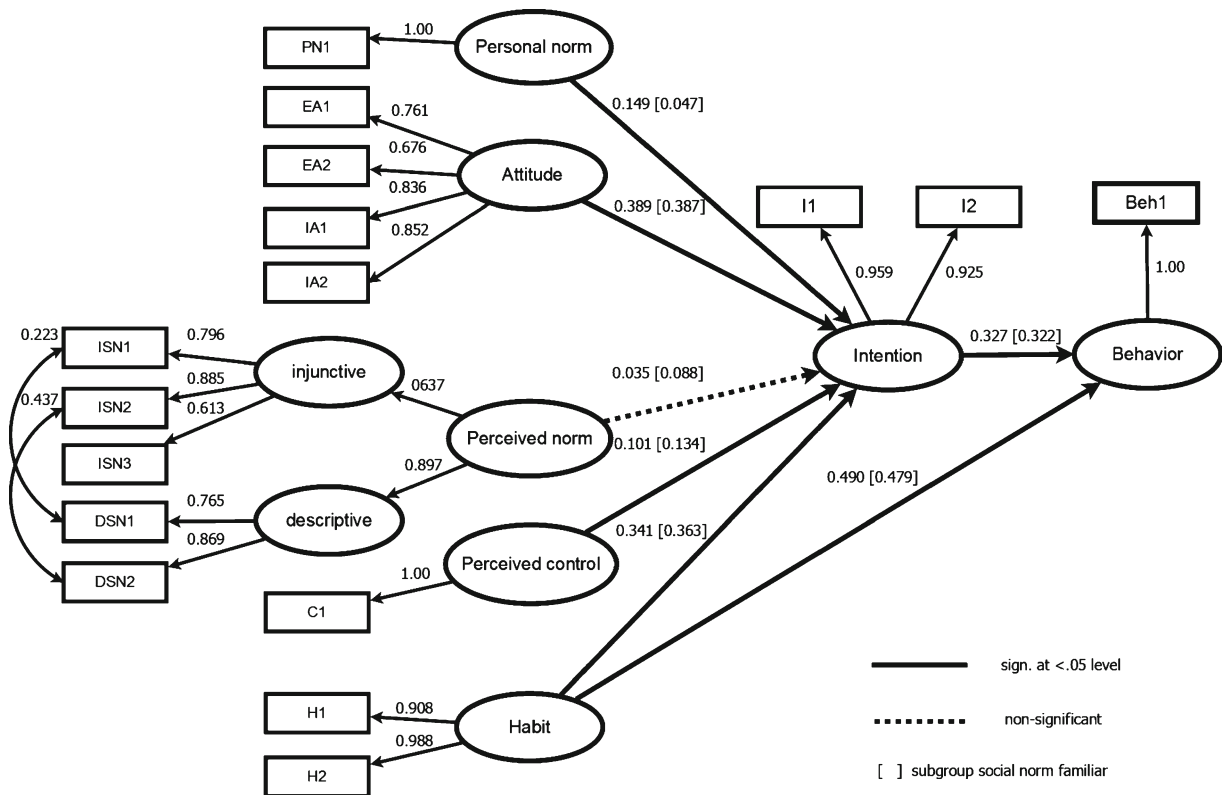 PN1
1.00
Personal norm
0.149 [0.047]
EA1
0.761
EA2
0.676
Attitude
IA1
0.836
0.389 [0.387]
IA2
0.852
I1
I2
Beh1
0.959
0.925
1.00
Intention
0.327 [0.322]
Behavior
0.223
ISN1
0.796
injunctive
0.437
ISN2
0.885
0.613
ISN3
0637
0.035 [0.088]
Perceived norm
0.101 [0.134]
0.897
0.490 [0.479]
DSN1
0.765
descriptive
0.341 [0.363]
DSN2
0.869
Perceived control
1.00
C1
H1
0.908
Habit
H2
0.988
sign. at <.05 level
non-significant
[ ] subgroup social norm familiar